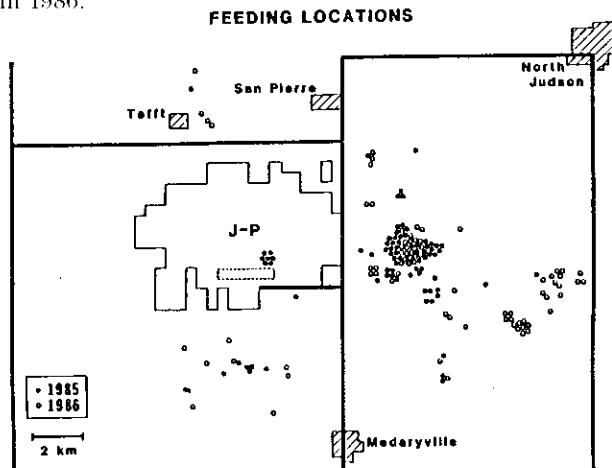 in 1986.
FEEDING LOCATIONS
North
Judson
San Pierre
Tefft
J-P
• 1985
○ 1986
2 km
Medaryville